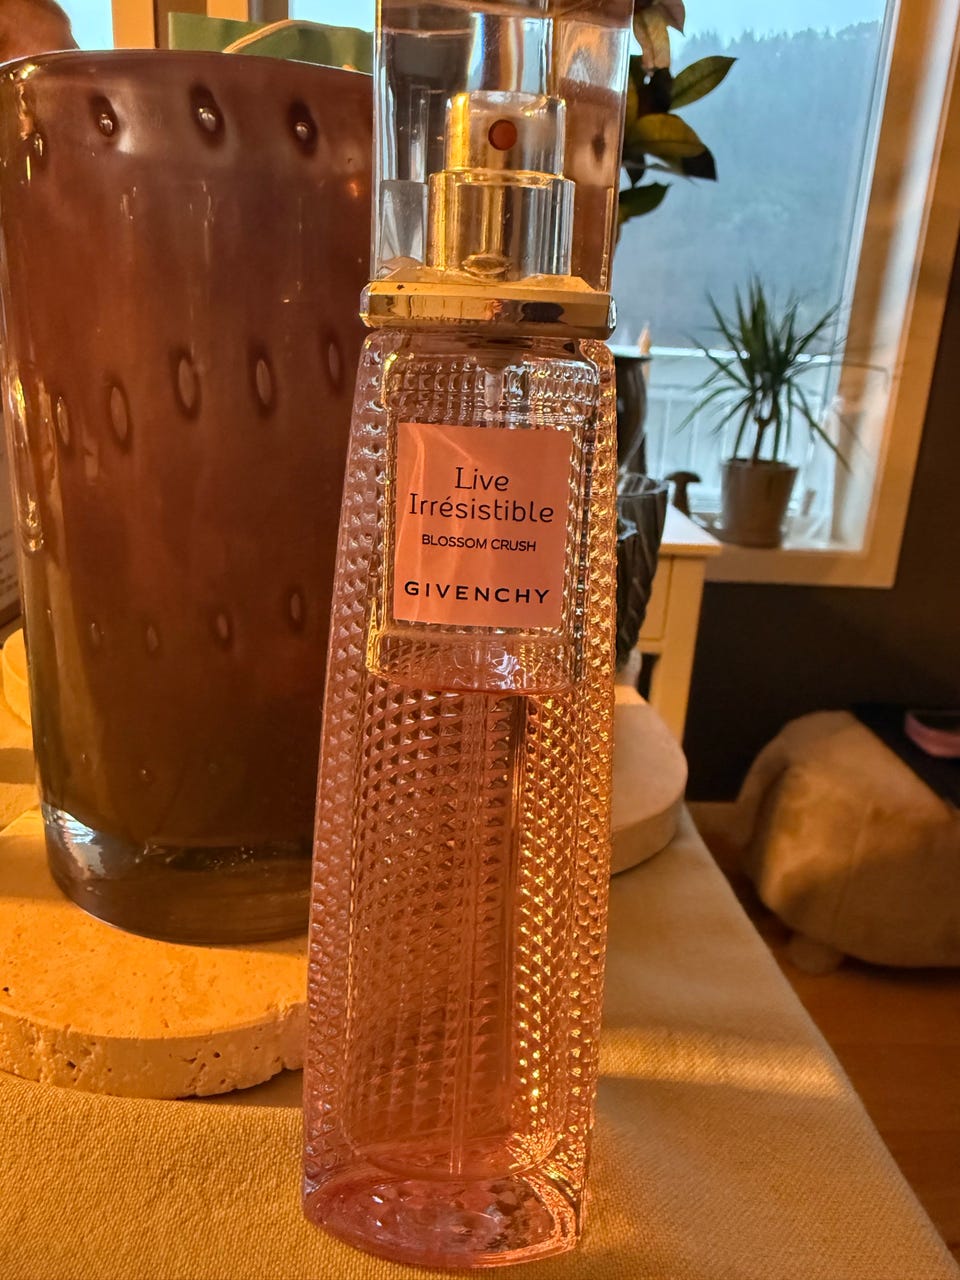 Live
Irrésistible
BLOSSOM CRUSH
GIVENCHY